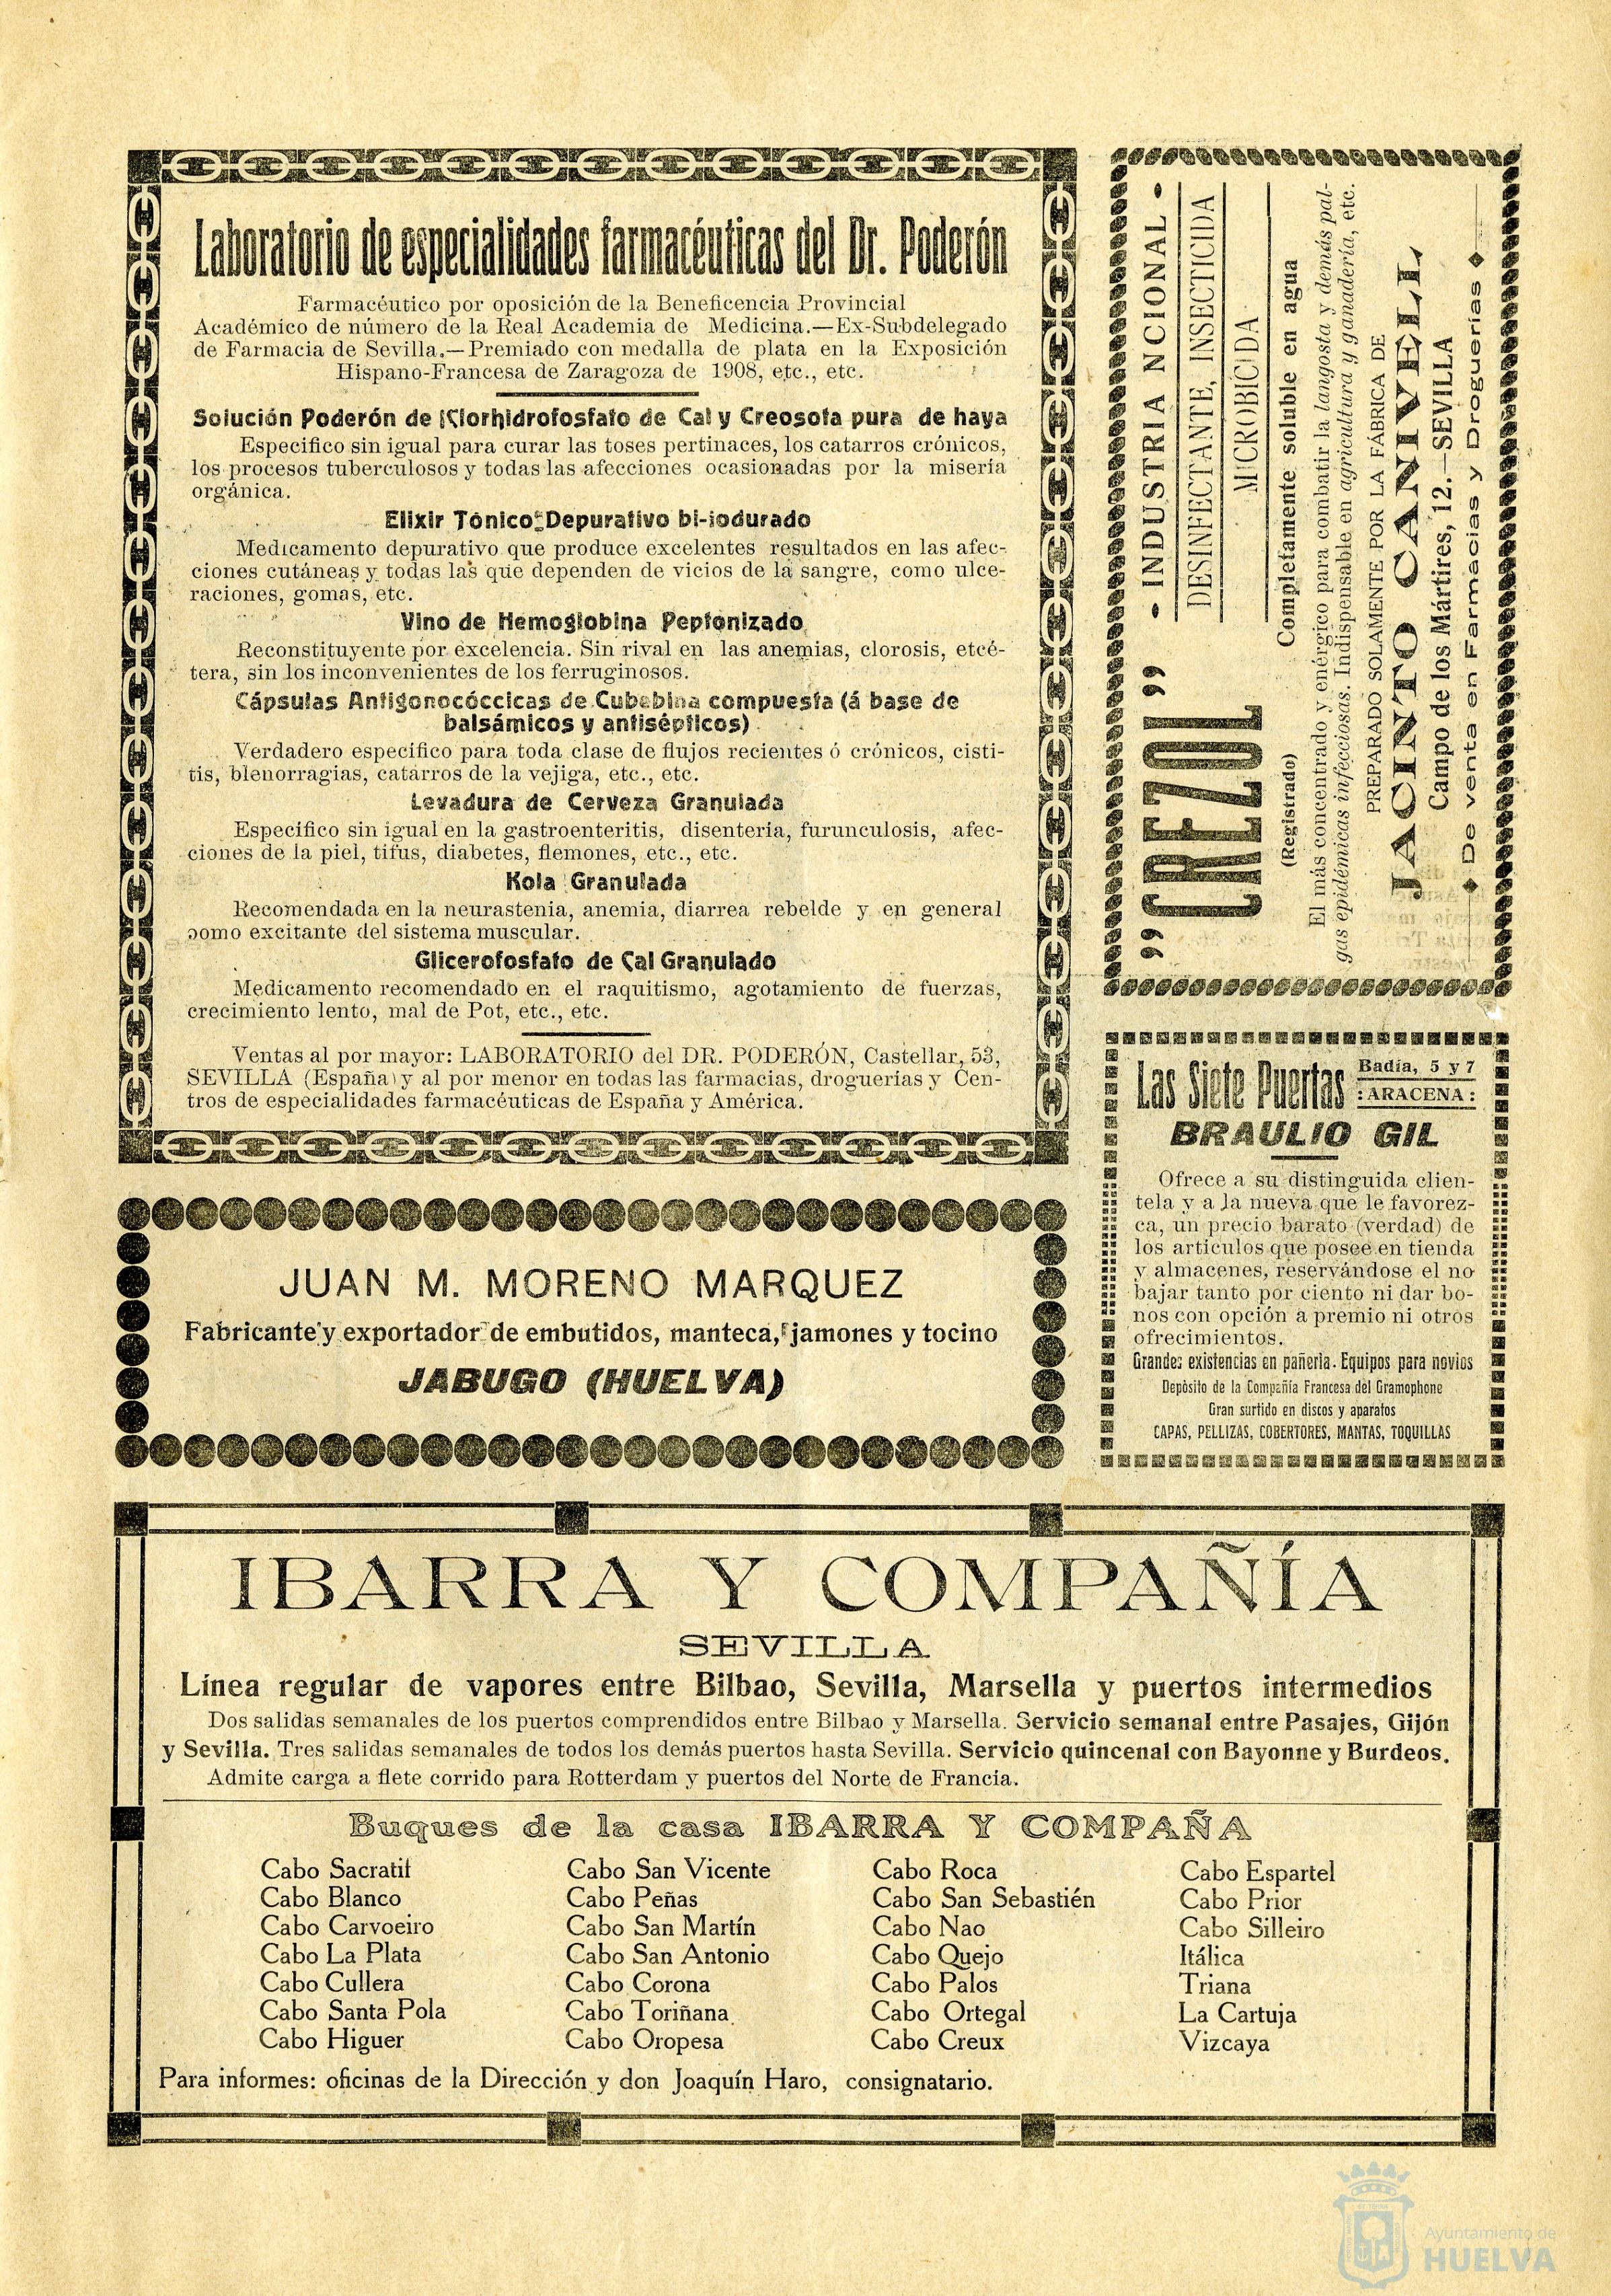 Laboratorio de especialidades farmacéuticas del Dr. Poderón
Farmacéutico por oposición de la Beneficencia Provincial
Académico de número de la Real Academia de Medicina.—Ex-Subdelegado
de Farmacia de Sevilla.—Premiado con medalla de plata en la Exposición
Hispano-Francesa de Zaragoza de 1908, etc., etc.
Solución Poderón de Klorhidrofosfato de Cal y Creosota pura de haya
Especifico sin igual para curar las toses pertinaces, los catarros crónicos,
los procesos tuberculosos y todas las afecciones ocasionadas por la miseria
orgánica.
Elixir Tónico-Depurativo bi-iodurado
Medicamento depurativo que produce excelentes resultados en las afec-
ciones cutáneas y todas las que dependen de vicios de la sangre, como ulce-
raciones, gomas, etc.
Vino de Hemoglobina Peptonizado
Reconstituyente por excelencia. Sin rival en las anemias, clorosis, etcé-
tera, sin los inconvenientes de los ferruginosos.
Cápsulas Antigonocóccicas de Cubebina compuesta (á base de
balsámicos y antisépticos)
Verdadero específico para toda clase de flujos recientes ó crónicos, cisti-
tis, blenorragias, catarros de la vejiga, etc., etc.
Levadura de Cerveza Granulada
Especifico sin igual en la gastroenteritis, disentería, furunculosis, afec-
ciones de la piel, tifus, diabetes, flemones, etc., etc.
Kola Granulada
Recomendada en la neurastenia, anemia, diarrea rebelde y en general
como excitante del sistema muscular.
Glicerofosfato de Cal Granulado
Medicamento recomendado en el raquitismo, agotamiento de fuerzas,
crecimiento lento, mal de Pot, etc., etc.
Ventas al por mayor: LABORATORIO del DR. PODERÓN, Castellar, 53,
SEVILLA (España) y al por menor en todas las farmacias, droguerías y Cen-
tros de especialidades farmacéuticas de España y América.
"CREZOL"
(Registrado)
- INDUSTRIA NCIONAL -
DESINFECTANTE, INSECTICIDA
MICROBICIDA
Completamente soluble en agua
El más concentrado y enérgico para combatir la langosta y demás pal-
gas epidémicas infeciosas. Indispensable en agricultura y ganadería, etc.
PREPARADO SOLAMENTE POR LA FÁBRICA DE
JACINTO CANIVELL
Campo de los Mártires, 12.—SEVILLA
De venta en Farmacias y Droguerías
Las Siete Puertas
Badía, 5 y 7
: ARACENA :
BRAULIO GIL
Ofrece a su distinguida clien-
tela y a la nueva que le favorez-
ca, un precio barato (verdad) de
los articulos que posee en tienda
y almacenes, reservándose el no
bajar tanto por ciento ni dar bo-
nos con opción a premio ni otros
ofrecimientos.
Grandes existencias en pañería. Equipos para novios
Depósito de la Compañía Francesa del Gramophone
Gran surtido en discos y aparatos
CAPAS, PELLIZAS, COBERTORES, MANTAS, TOQUILLAS
JUAN M. MORENO MARQUEZ
Fabricante y exportador de embutidos, manteca, jamones y tocino
JABUGO (HUELVA)
IBARRA Y COMPAÑÍA
SEVILLA
Línea regular de vapores entre Bilbao, Sevilla, Marsella y puertos intermedios
Dos salidas semanales de los puertos comprendidos entre Bilbao y Marsella. Servicio semanal entre Pasajes, Gijón
y Sevilla. Tres salidas semanales de todos los demás puertos hasta Sevilla. Servicio quincenal con Bayonne y Burdeos.
Admite carga a flete corrido para Rotterdam y puertos del Norte de Francia.
Buques de la casa IBARRA Y COMPAÑA
Cabo Sacratif
Cabo Blanco
Cabo Carvoeiro
Cabo La Plata
Cabo Cullera
Cabo Santa Pola
Cabo Higuer
Cabo San Vicente
Cabo Peñas
Cabo San Martín
Cabo San Antonio
Cabo Corona
Cabo Toriñana
Cabo Oropesa
Cabo Roca
Cabo San Sebastién
Cabo Nao
Cabo Quejo
Cabo Palos
Cabo Ortegal
Cabo Creux
Cabo Espartel
Cabo Prior
Cabo Silleiro
Itálica
Triana
La Cartuja
Vizcaya
Para informes: oficinas de la Dirección y don Joaquín Haro, consignatario.
Ayuntamiento de
HUELVA